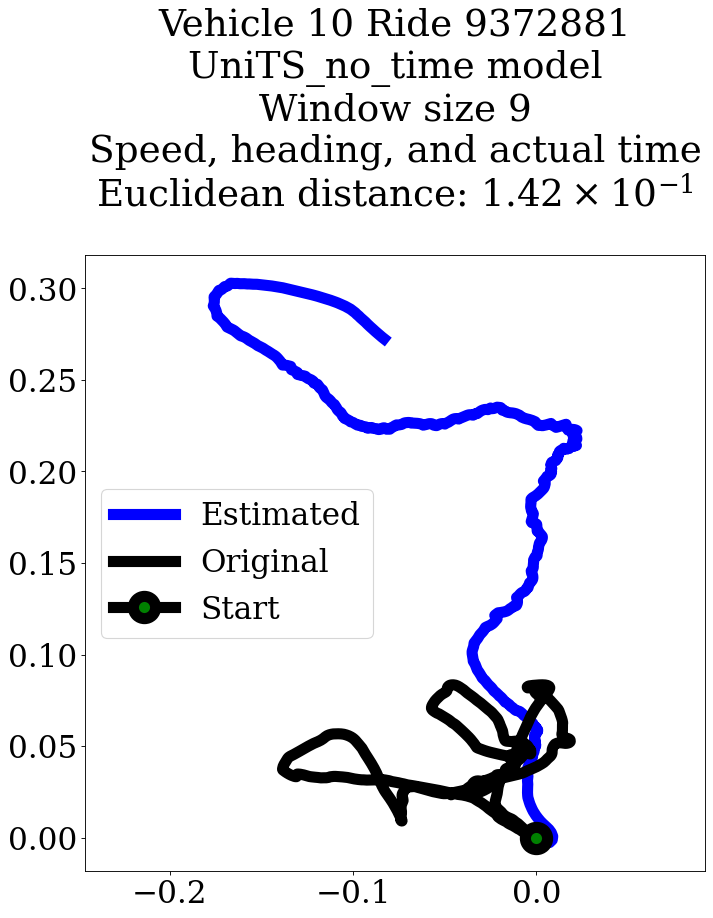 Vehicle 10 Ride 9372881
UniTS_no_time model
Window size 9
Speed, heading, and actual time
Euclidean distance: 1.42 × 10⁻¹
0.30
0.25
0.20
0.15
0.10
0.05
0.00
Estimated
Original
Start
−0.2
−0.1
0.0